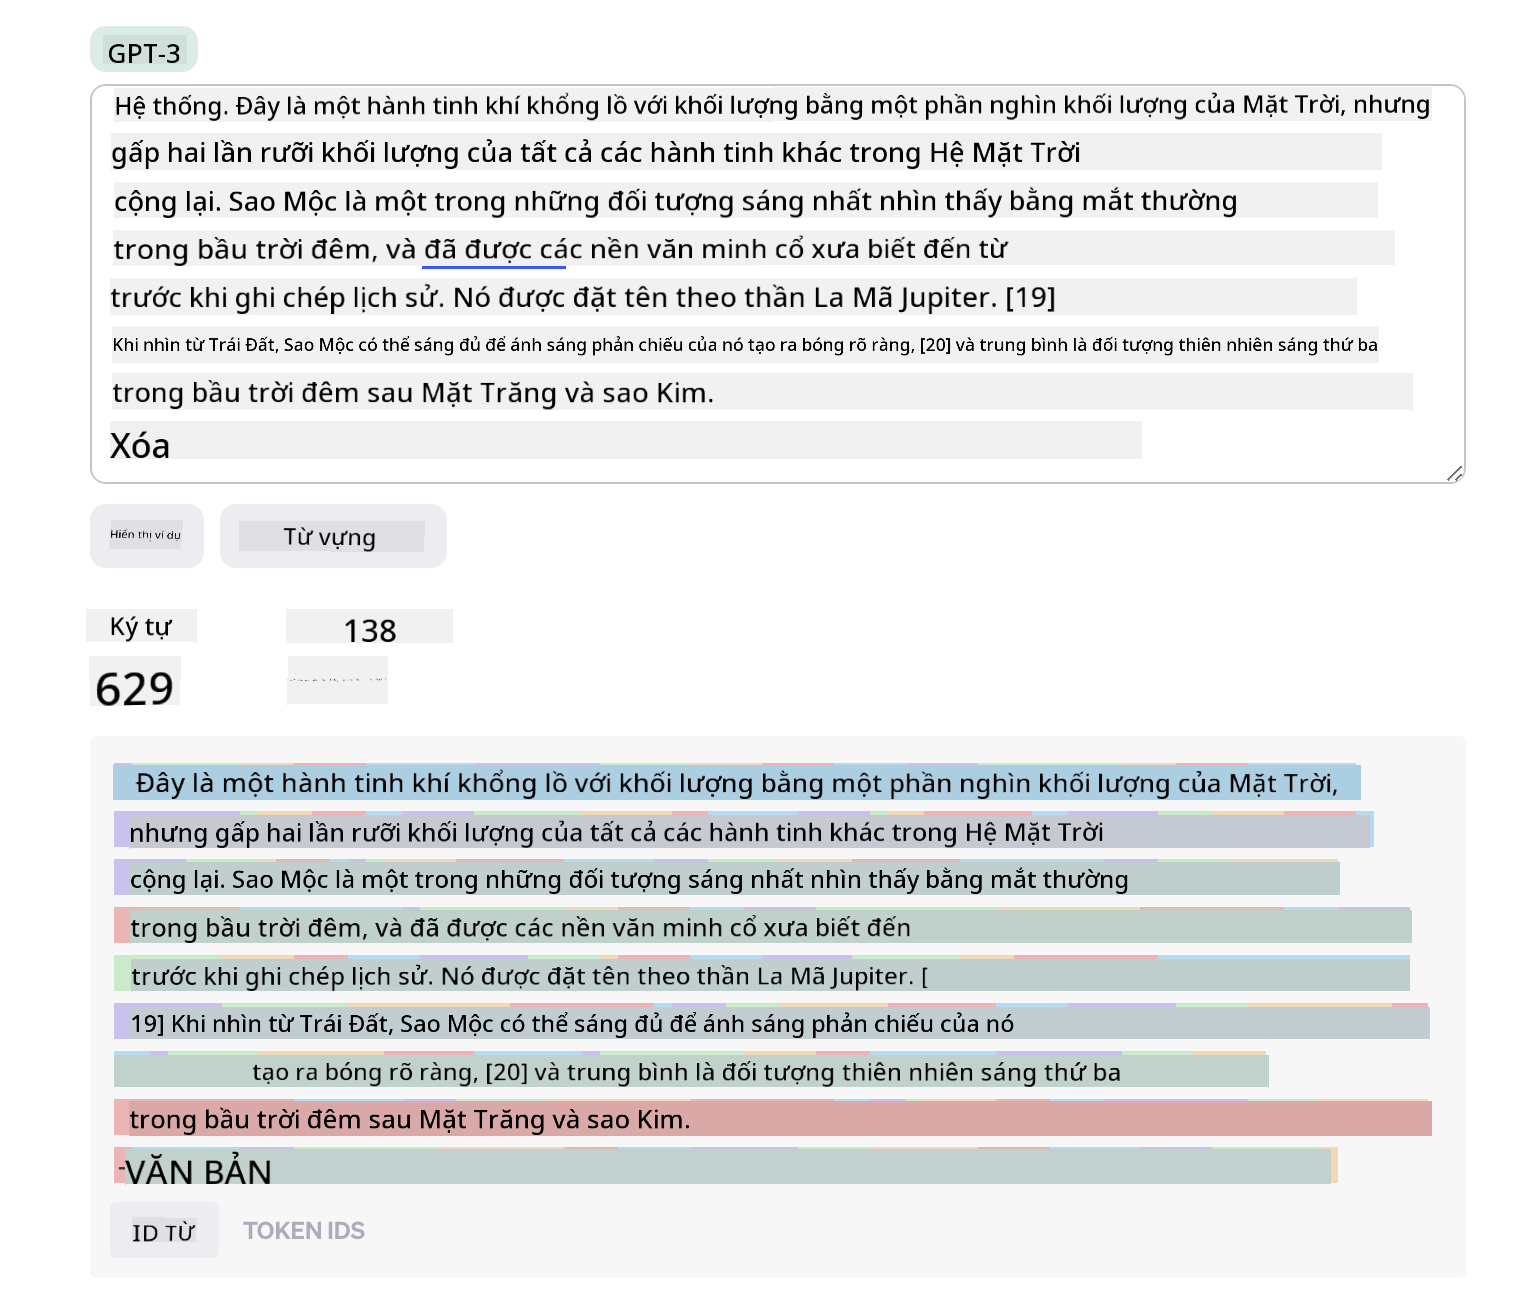 GPT-3
Hệ thống. Đây là một hành tinh khí khổng lồ với khối lượng bằng một phần nghìn khối lượng của Mặt Trời, nhưng
gấp hai lần rưỡi khối lượng của tất cả các hành tinh khác trong Hệ Mặt Trời
cộng lại. Sao Mộc là một trong những đối tượng sáng nhất nhìn thấy bằng mắt thường
trong bầu trời đêm, và đã được các nền văn minh cổ xưa biết đến từ
trước khi ghi chép lịch sử. Nó được đặt tên theo thần La Mã Jupiter. [19]
Khi nhìn từ Trái Đất, Sao Mộc có thể sáng đủ để ánh sáng phản chiếu của nó tạo ra bóng rõ ràng, [20] và trung bình là đối tượng thiên nhiên sáng thứ ba
trong bầu trời đêm sau Mặt Trăng và sao Kim.
Xóa
Hiển thị ví dụ
Từ vựng
Ký tự
138
629
Đây là một hành tinh khí khổng lồ với khối lượng bằng một phần nghìn khối lượng của Mặt Trời,
nhưng gấp hai lần rưỡi khối lượng của tất cả các hành tinh khác trong Hệ Mặt Trời
cộng lại. Sao Mộc là một trong những đối tượng sáng nhất nhìn thấy bằng mắt thường
trong bầu trời đêm, và đã được các nền văn minh cổ xưa biết đến
trước khi ghi chép lịch sử. Nó được đặt tên theo thần La Mã Jupiter. [
19] Khi nhìn từ Trái Đất, Sao Mộc có thể sáng đủ để ánh sáng phản chiếu của nó
tạo ra bóng rõ ràng, [20] và trung bình là đối tượng thiên nhiên sáng thứ ba
trong bầu trời đêm sau Mặt Trăng và sao Kim.
-VĂN BẢN
ID TỪ
TOKEN IDS